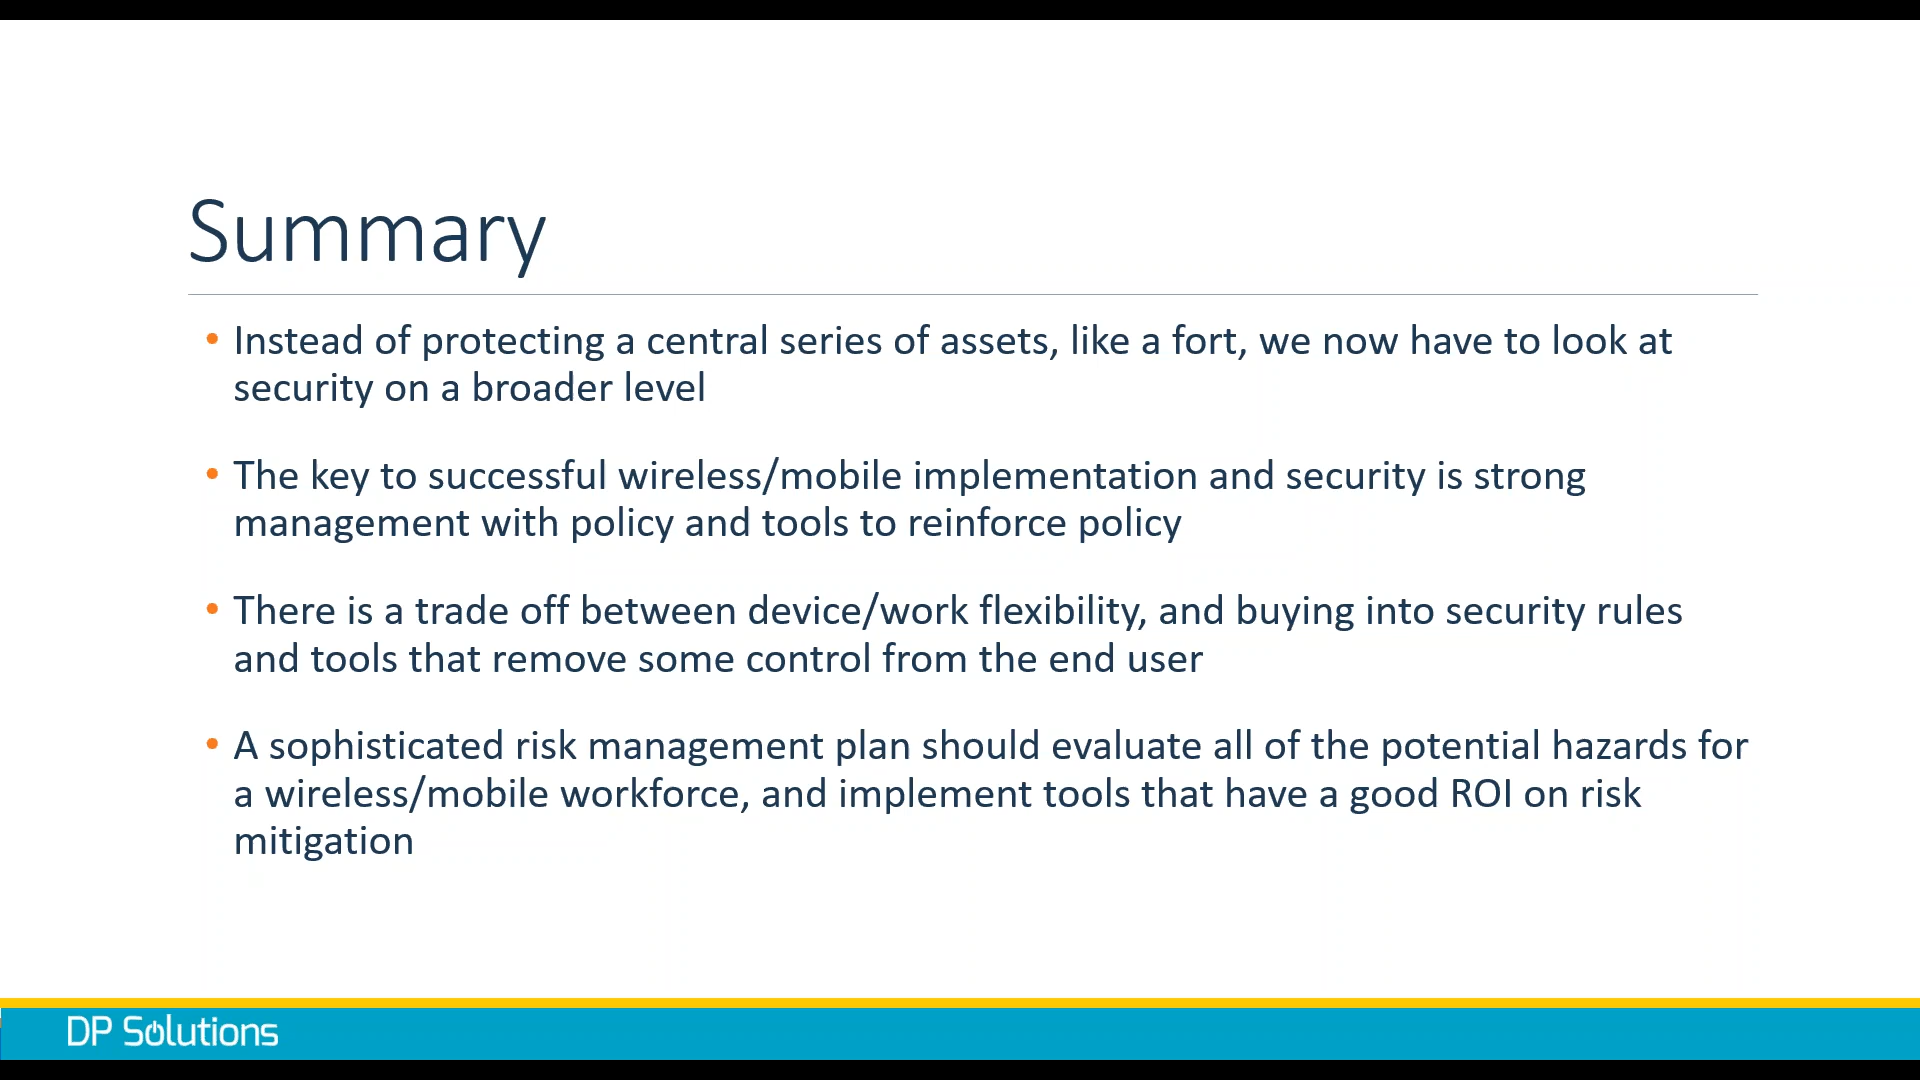 Summary
• Instead of protecting a central series of assets, like a fort, we now have to look at
security on a broader level
• The key to successful wireless/mobile implementation and security is strong
management with policy and tools to reinforce policy
• There is a trade off between device/work flexibility, and buying into security rules
and tools that remove some control from the end user
• A sophisticated risk management plan should evaluate all of the potential hazards for
a wireless/mobile workforce, and implement tools that have a good ROI on risk
mitigation
DP Solutions